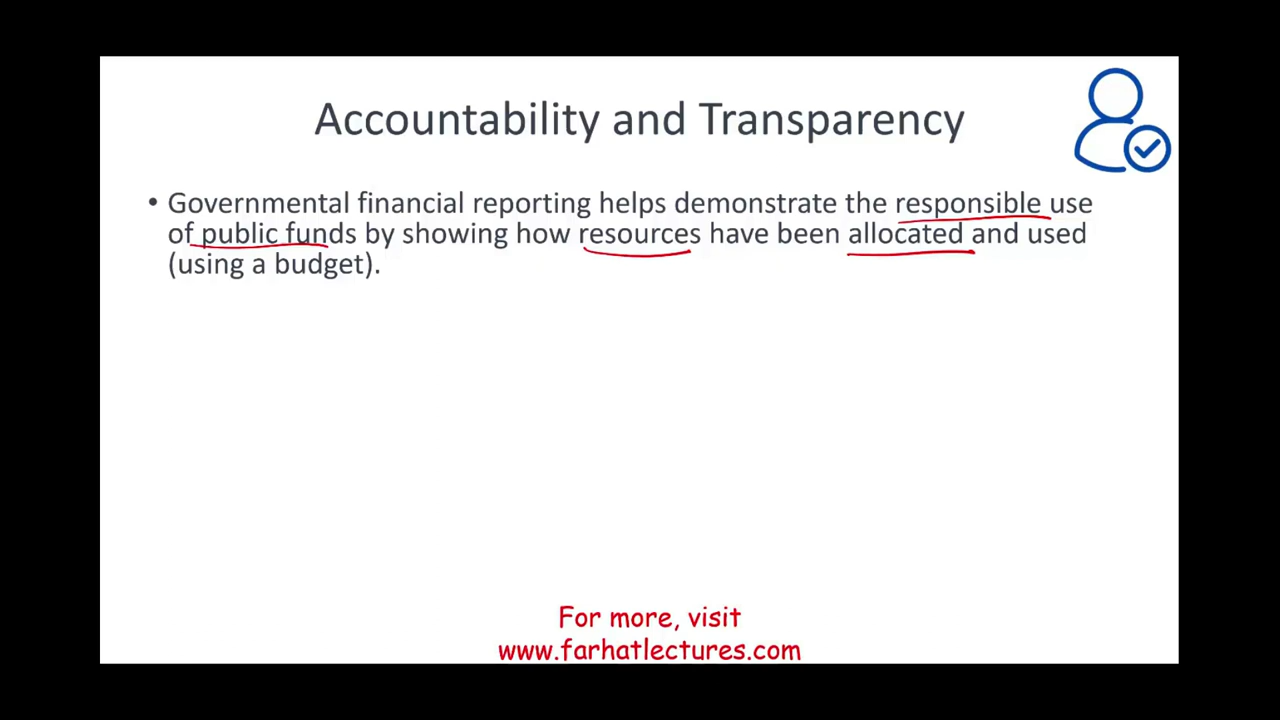 Accountability and Transparency
• Governmental financial reporting helps demonstrate the responsible use
of public funds by showing how resources have been allocated and used
(using a budget).
For more, visit
www.farhatlectures.com